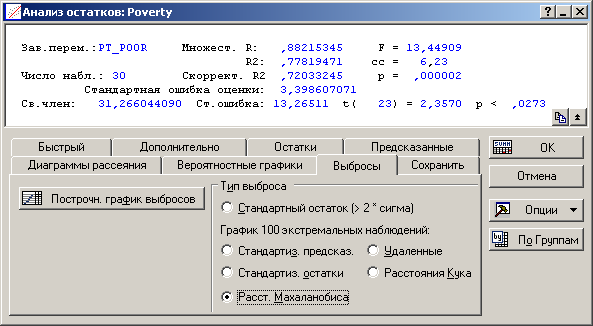 Анализ остатков: Poverty
Зав.перем.:PT_POOR Множест. R: ,88215345 F = 13,44909
R2: ,77819471 сс = 6,23
Число набл.: 30 Скоррект. R2 ,72033245 p = ,000002
Стандартная ошибка оценки: 3,398607071
Св.член: 31,266044090 Ст.ошибка: 13,26511 t( 23) = 2,3570 p < ,0273
Быстрый Дополнительно Остатки Предсказанные
Диаграммы рассеяния Вероятностные графики Выбросы Сохранить
OK
Отмена
Опции
По Группам
Построчн. график выбросов
Тип выброса
Стандартный остаток (> 2 * сигма)
График 100 экстремальных наблюдений:
Стандартиз. предсказ. Удаленные
Стандартиз. остатки Расстояния Кука
Расст. Махаланобиса